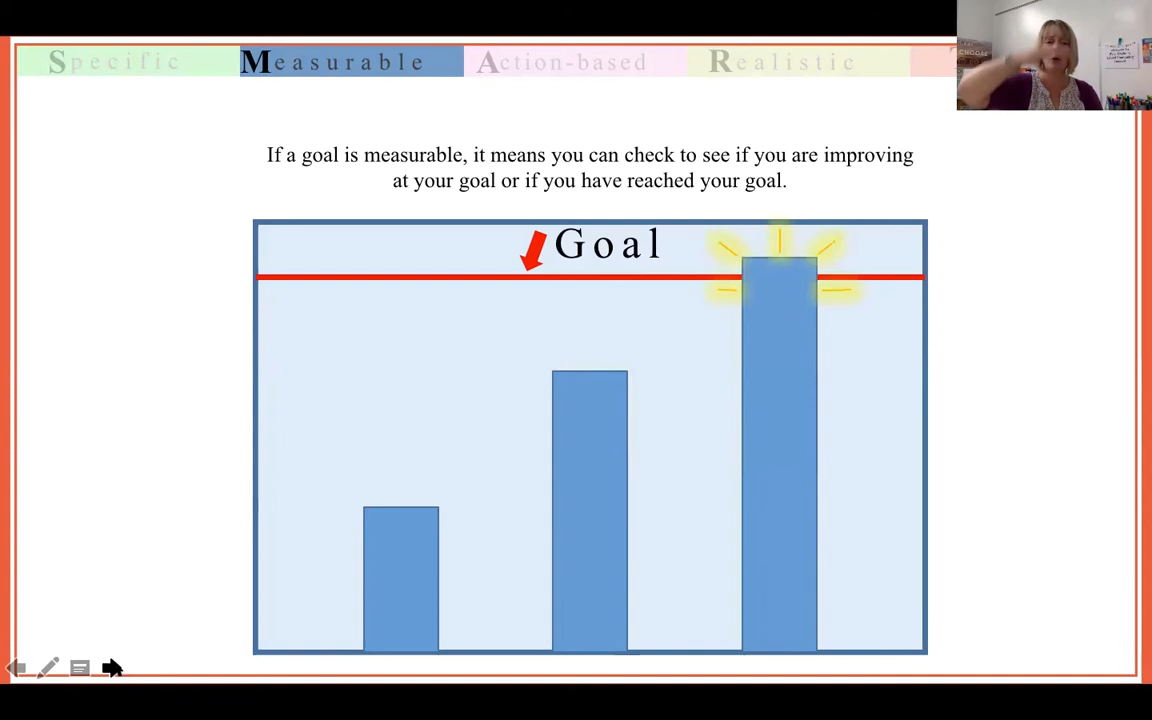 Specific Measurable Action-based Realistic T
If a goal is measurable, it means you can check to see if you are improving
at your goal or if you have reached your goal.
Goal